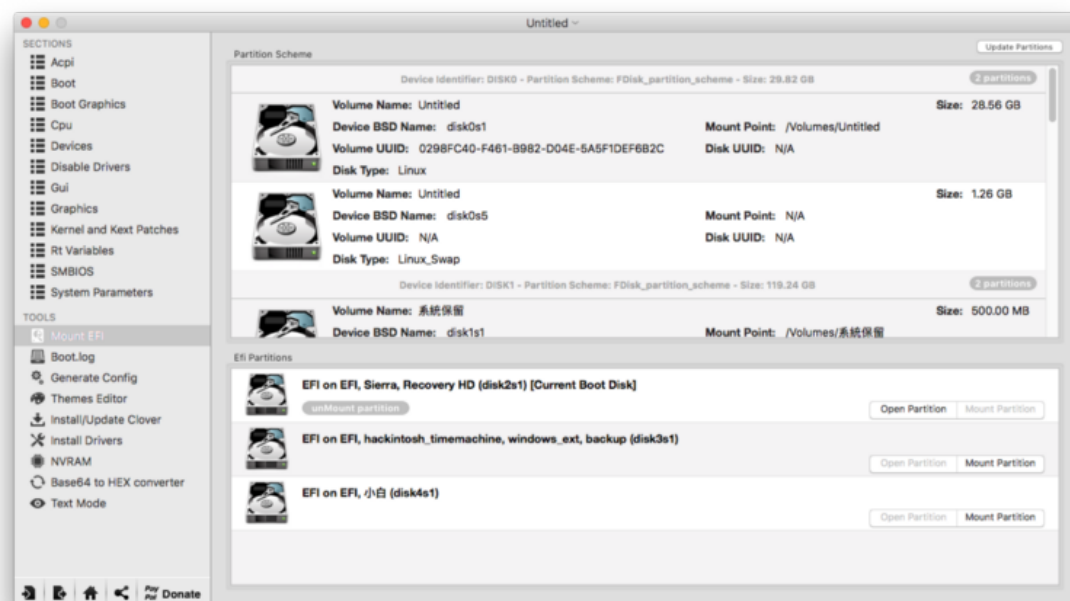 Untitled
SECTIONS
Acpi
Boot
Boot Graphics
Cpu
Devices
Disable Drivers
Gui
Graphics
Kernel and Kext Patches
Rt Variables
SMBIOS
System Parameters
TOOLS
Mount EFI
Boot.log
Generate Config
Themes Editor
Install/Update Clover
Install Drivers
NVRAM
Base64 to HEX converter
Text Mode
Pay Pal Donate
Partition Scheme
Update Partitions
Device Identifier: DISK0 - Partition Scheme: FDisk_partition_scheme - Size: 29.82 GB
2 partitions
Volume Name: Untitled Size: 28.56 GB
Device BSD Name: disk0s1 Mount Point: /Volumes/Untitled
Volume UUID: 0298FC40-F461-B982-D04E-5A5F1DEF6B2C Disk UUID: N/A
Disk Type: Linux
Volume Name: Untitled Size: 1.26 GB
Device BSD Name: disk0s5 Mount Point: N/A
Volume UUID: N/A Disk UUID: N/A
Disk Type: Linux_Swap
Device Identifier: DISK1 - Partition Scheme: FDisk_partition_scheme - Size: 119.24 GB
2 partitions
Volume Name: 系統保留 Size: 500.00 MB
Device BSD Name: disk1s1 Mount Point: /Volumes/系統保留
Efi Partitions
EFI on EFI, Sierra, Recovery HD (disk2s1) [Current Boot Disk]
unMount partition
Open Partition Mount Partition
EFI on EFI, hackintosh_timemachine, windows_ext, backup (disk3s1)
Open Partition Mount Partition
EFI on EFI, 小白 (disk4s1)
Open Partition Mount Partition